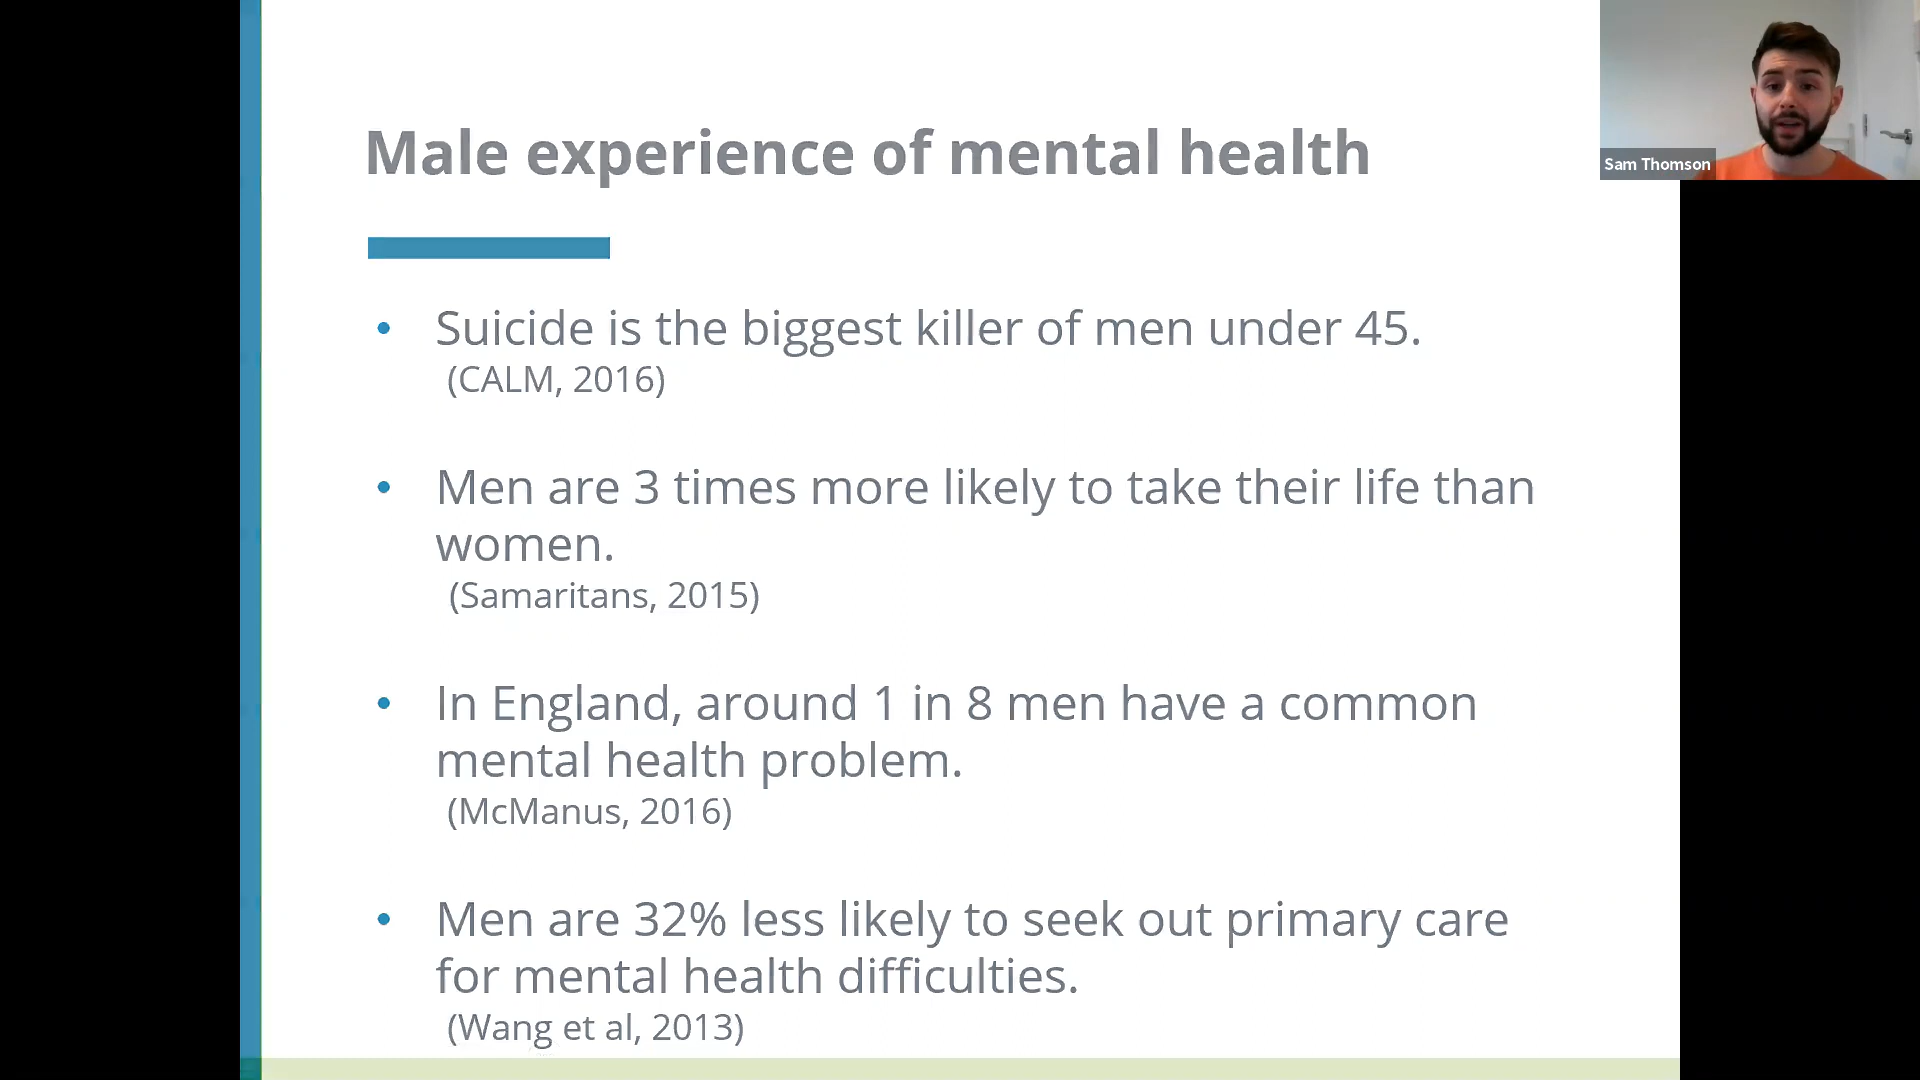 Male experience of mental health
Sam Thomson
• Suicide is the biggest killer of men under 45.
(CALM, 2016)
• Men are 3 times more likely to take their life than
women.
(Samaritans, 2015)
• In England, around 1 in 8 men have a common
mental health problem.
(McManus, 2016)
• Men are 32% less likely to seek out primary care
for mental health difficulties.
(Wang et al, 2013)